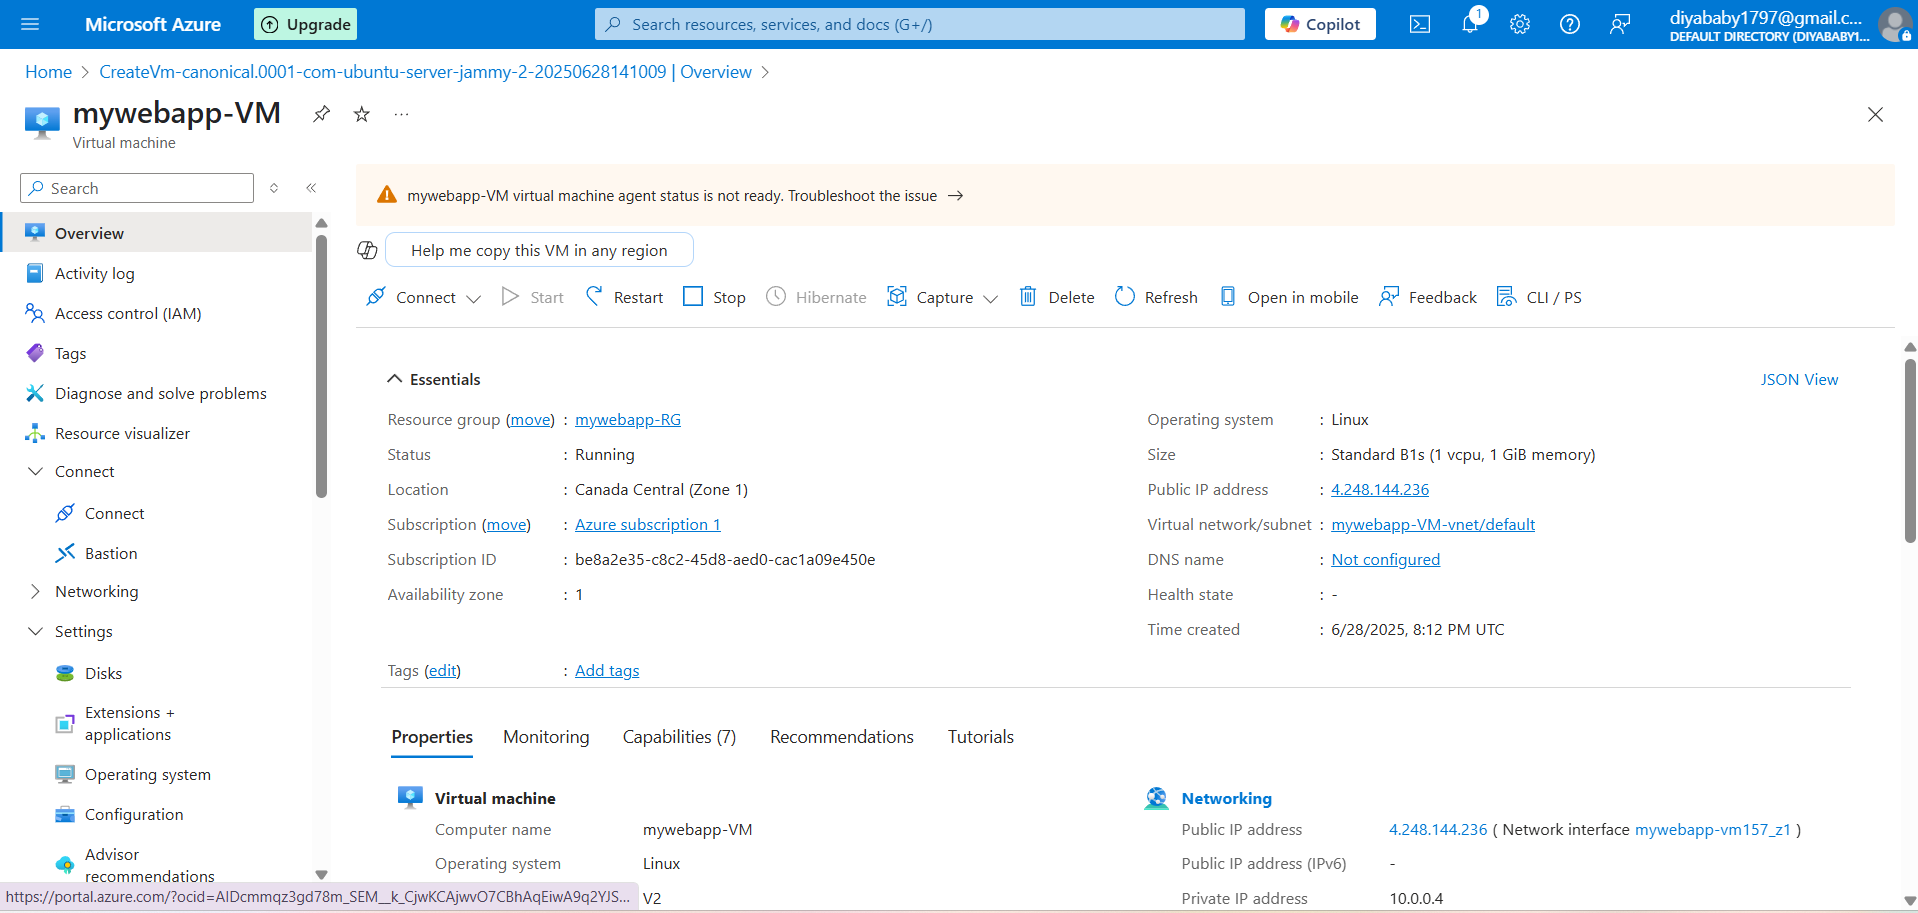 Microsoft Azure
Upgrade
Search resources, services, and docs (G+/)
Copilot
1
diyababy1797@gmail.c...
DEFAULT DIRECTORY (DIYABABY1...
Home > CreateVm-canonical.0001-com-ubuntu-server-jammy-2-20250628141009 | Overview >
mywebapp-VM
...
Virtual machine
Search
Overview
Activity log
Access control (IAM)
Tags
Diagnose and solve problems
Resource visualizer
Connect
Connect
Bastion
Networking
Settings
Disks
Extensions +
applications
Operating system
Configuration
Advisor
recommendations
mywebapp-VM virtual machine agent status is not ready. Troubleshoot the issue →
Help me copy this VM in any region
Connect Start Restart Stop Hibernate Capture Delete Refresh Open in mobile Feedback CLI / PS
Essentials
JSON View
Resource group (move) : mywebapp-RG
Status : Running
Location : Canada Central (Zone 1)
Subscription (move) : Azure subscription 1
Subscription ID : be8a2e35-c8c2-45d8-aed0-cac1a09e450e
Availability zone : 1
Operating system : Linux
Size : Standard B1s (1 vcpu, 1 GiB memory)
Public IP address : 4.248.144.236
Virtual network/subnet : mywebapp-VM-vnet/default
DNS name : Not configured
Health state : -
Time created : 6/28/2025, 8:12 PM UTC
Tags (edit) : Add tags
Properties Monitoring Capabilities (7) Recommendations Tutorials
Virtual machine
Computer name mywebapp-VM
Operating system Linux
V2
Networking
Public IP address 4.248.144.236 ( Network interface mywebapp-vm157_z1 )
Public IP address (IPv6) -
Private IP address 10.0.0.4
https://portal.azure.com/?ocid=AIDcmmqz3gd78m_SEM__k_CjwKCAjwvO7CBhAqEiwA9q2YJS...